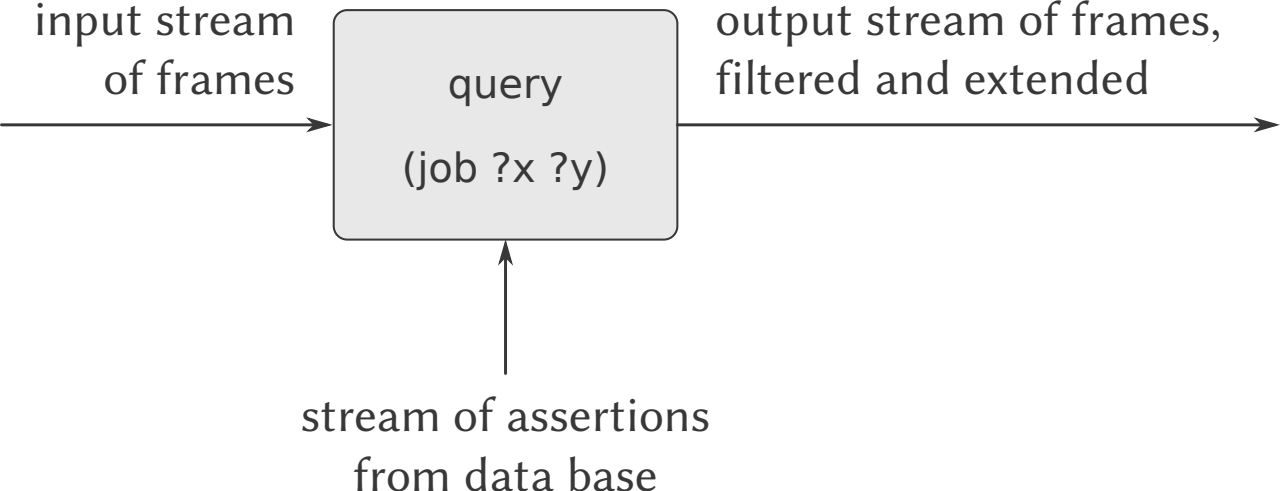 input stream
of frames
query
(job ?x ?y)
output stream of frames,
filtered and extended
stream of assertions
from data base